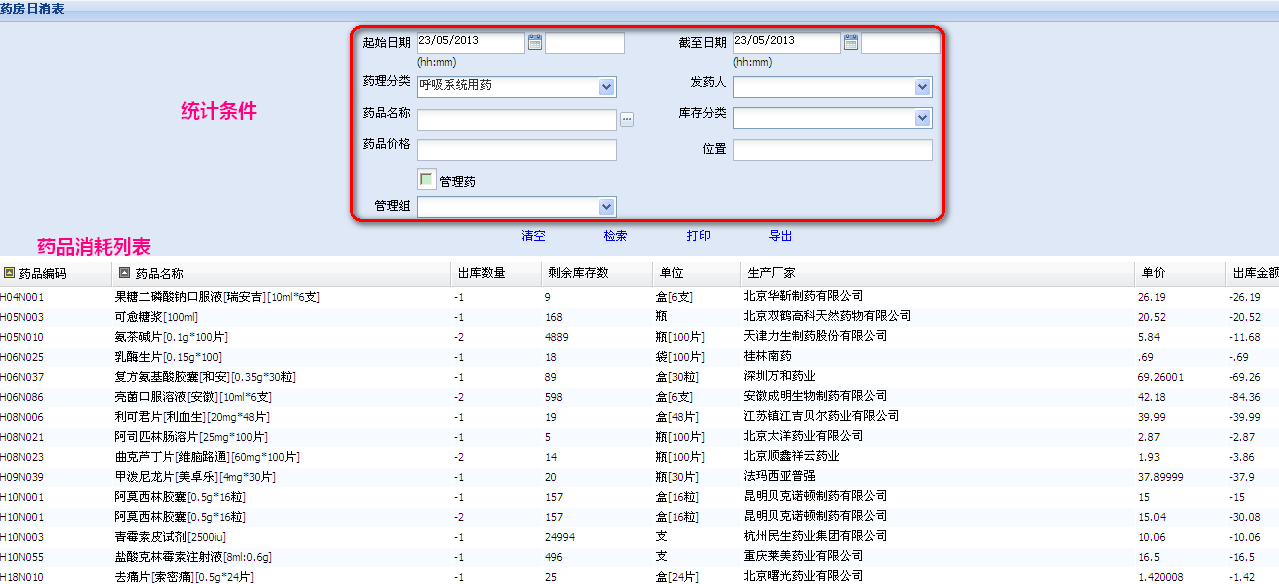 药房日消表
起始日期 23/05/2013 截至日期 23/05/2013
(hh:mm) (hh:mm)
药理分类 呼吸系统用药 发药人
统计条件
药品名称 ... 库存分类
药品价格 位置
管理药
管理组
清空 检索 打印 导出
药品消耗列表
药品编码 药品名称 出库数量 剩余库存数 单位 生产厂家 单价 出库金额
H04N001 果糖二磷酸钠口服液[瑞安吉][10ml*6支] -1 9 盒[6支] 北京华靳制药有限公司 26.19 -26.19
H05N003 可愈糖浆[100ml] -1 168 瓶 北京双鹤高科天然药物有限公司 20.52 -20.52
H05N010 氨茶碱片[0.1g*100片] -2 4889 瓶[100片] 天津力生制药股份有限公司 5.84 -11.68
H06N025 乳酶生片[0.15g*100] -1 18 袋[100片] 桂林南药 .69 -.69
H06N037 复方氨基酸胶囊[和安][0.35g*30粒] -1 89 盒[30粒] 深圳万和药业 69.26001 -69.26
H06N086 亮菌口服溶液[安徽][10ml*6支] -2 598 盒[6支] 安徽成明生物制药有限公司 42.18 -84.36
H08N006 利可君片[利血生][20mg*48片] -1 19 盒[48片] 江苏镇江吉贝尔药业有限公司 39.99 -39.99
H08N021 阿司匹林肠溶片[25mg*100片] -1 5 瓶[100片] 北京太洋药业有限公司 2.87 -2.87
H08N023 曲克芦丁片[维脑路通][60mg*100片] -2 14 瓶[100片] 北京顺鑫祥云药业 1.93 -3.86
H09N039 甲泼尼龙片[美卓乐][4mg*30片] -1 20 瓶[30片] 法玛西亚普强 37.89999 -37.9
H10N001 阿莫西林胶囊[0.5g*16粒] -1 157 盒[16粒] 昆明贝克诺顿制药有限公司 15 -15
H10N001 阿莫西林胶囊[0.5g*16粒] -2 157 盒[16粒] 昆明贝克诺顿制药有限公司 15.04 -30.08
H10N003 青霉素皮试剂[2500iu] -1 24994 支 杭州民生药业集团有限公司 10.06 -10.06
H10N055 盐酸克林霉素注射液[8ml:0.6g] -1 496 支 重庆莱美药业有限公司 16.5 -16.5
H18N010 去痛片[索密痛][0.5g*24片] -1 25 盒[24片] 北京曙光药业有限公司 1.420008 -1.42